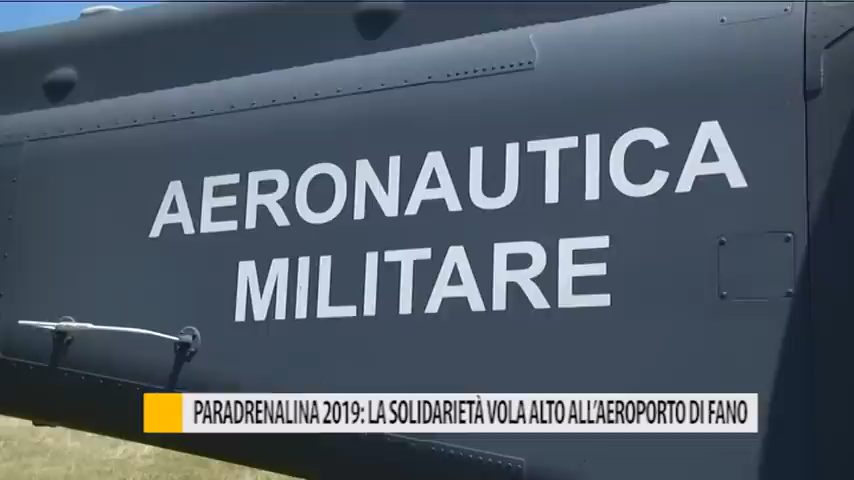 AERONAUTICA
MILITARE
PARADRENALINA 2019: LA SOLIDARIETÀ VOLA ALTO ALL'AEROPORTO DI FANO